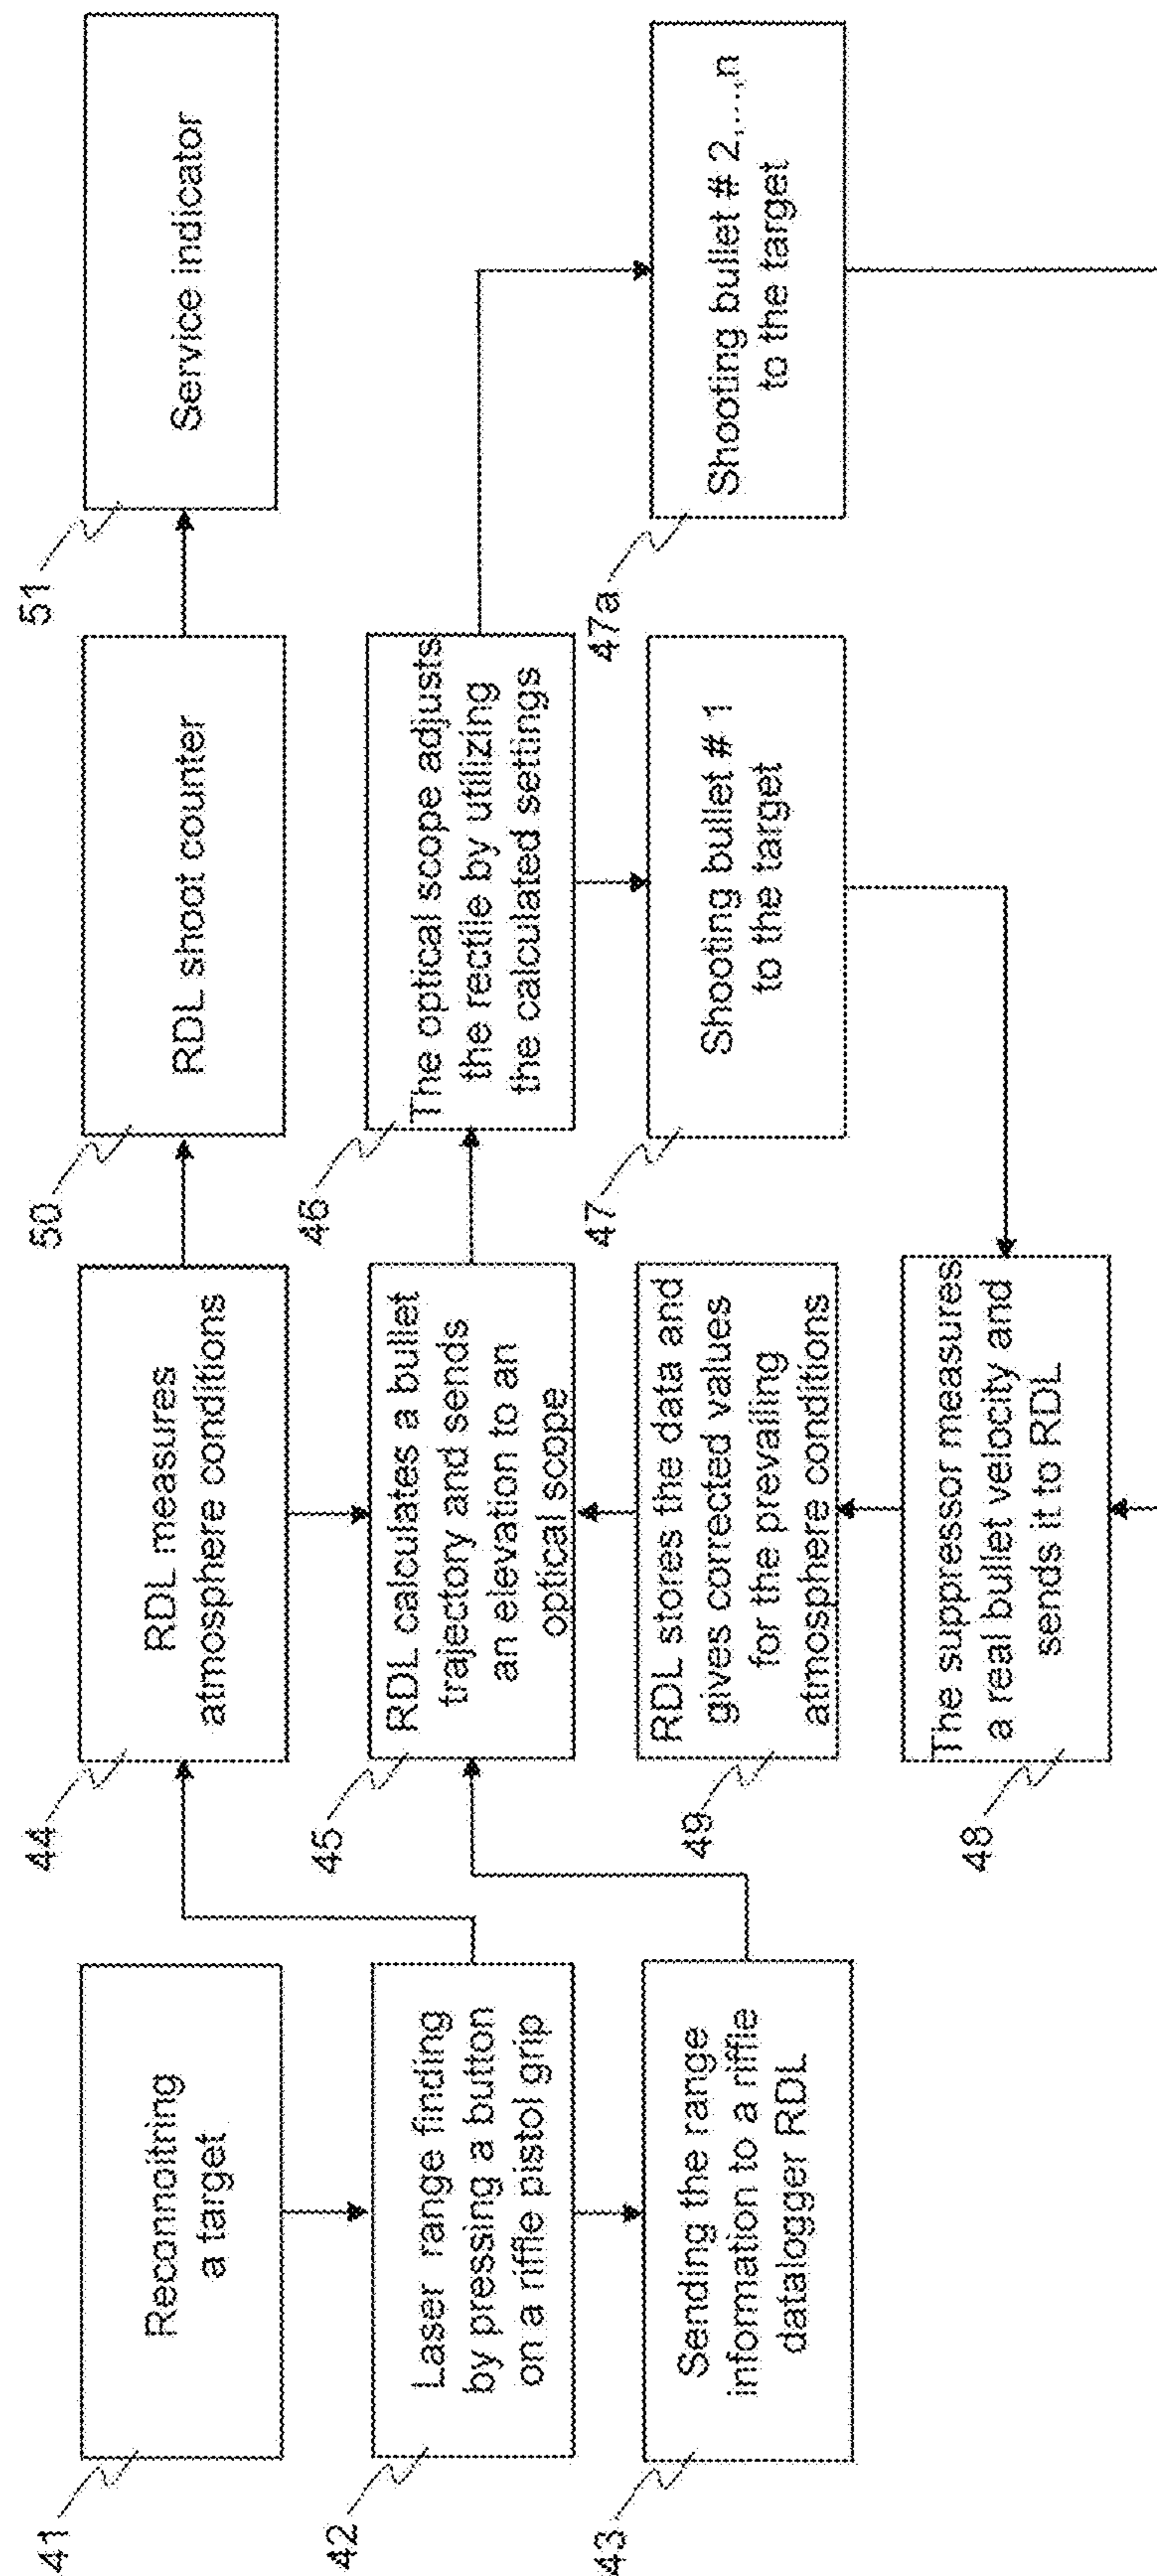 41
Reconnoitring
a target
42
Laser range finding
by pressing a button
on a riffle pistol grip
43
Sending the range
information to a riffle
datalogger RDL
44
RDL measures
atmosphere conditions
45
RDL calculates a bullet
trajectory and sends
an elevation to an
optical scope
49
RDL stores the data and
gives corrected values
for the prevailing
atmosphere conditions
48
The suppressor measures
a real bullet velocity and
sends it to RDL
50
RDL shoot counter
46
The optical scope adjusts
the rectile by utilizing
the calculated settings
47
Shooting bullet # 1
to the target
51
Service indicator
47a
Shooting bullet # 2,...,n
to the target